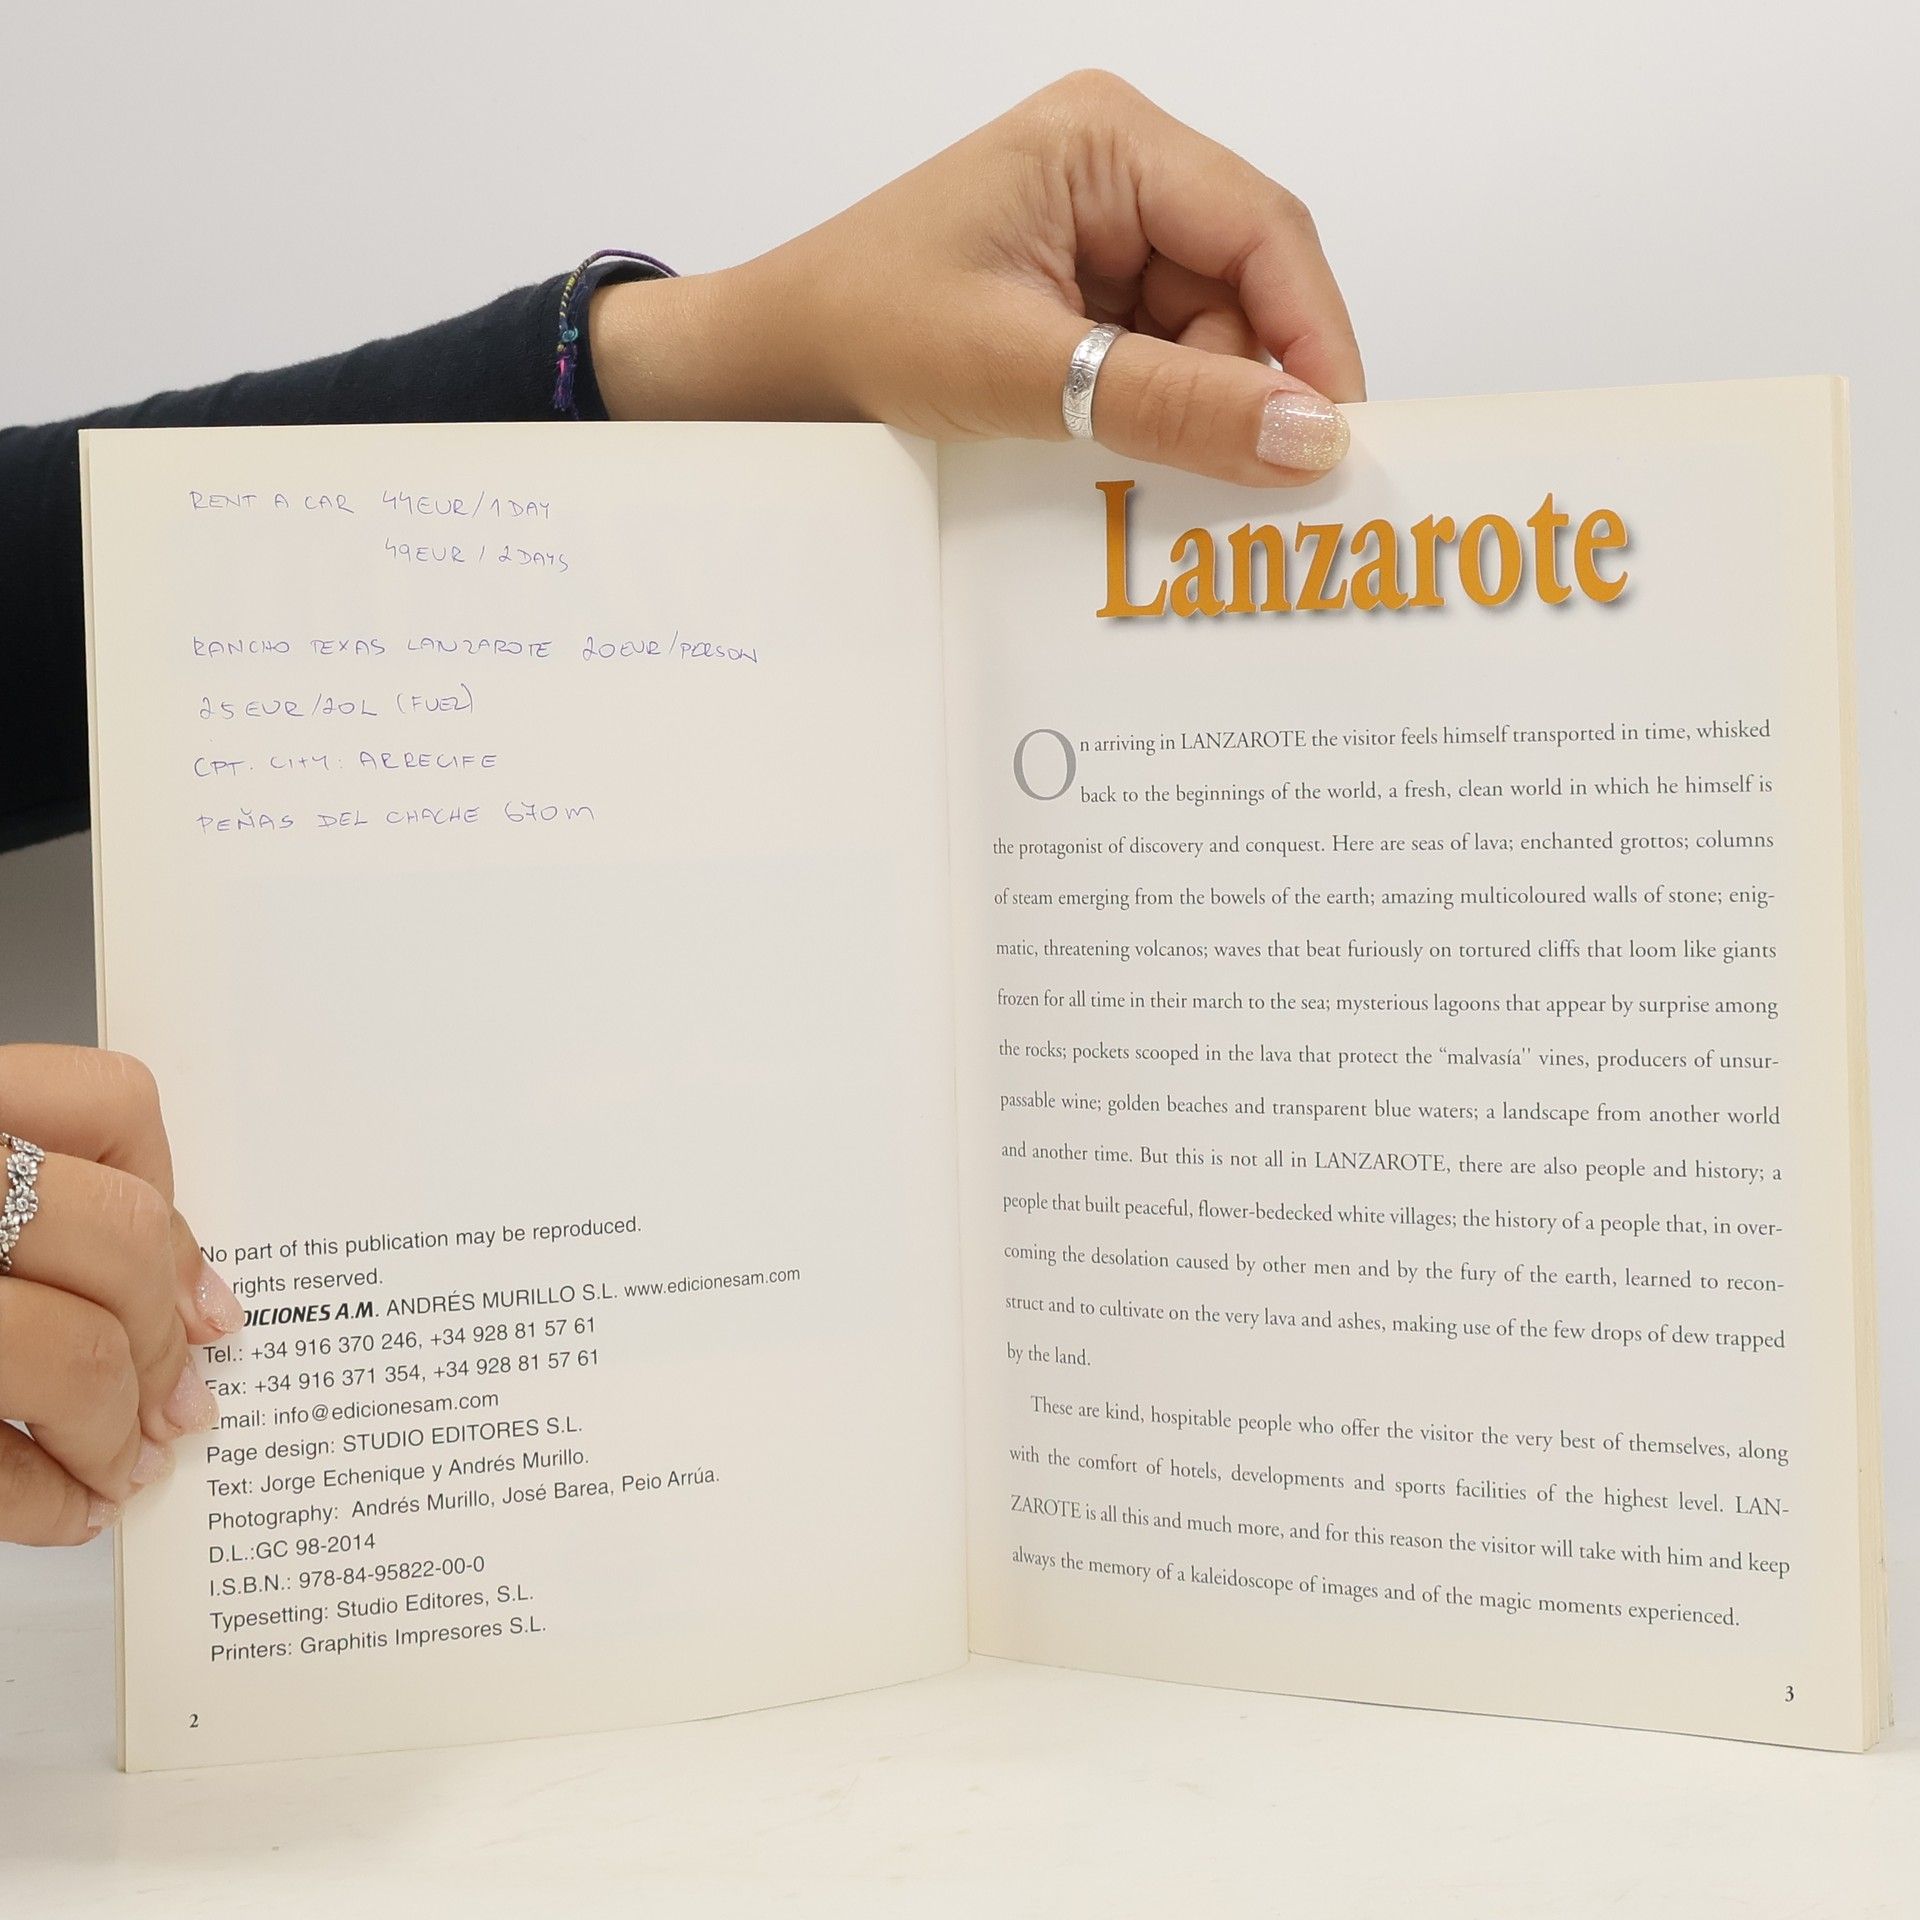 RENT A CAR 44EUR/1DAY
49EUR/2DAYS
RANCHO TEXAS LANZAROTE 20EUR/PERSON
25 EUR/20L (FUEL)
CPT. CITY: ARRECIFE
PEÑAS DEL CHACHE 670m
No part of this publication may be reproduced.
rights reserved.
DICIONES A.M. ANDRÉS MURILLO S.L. www.edicionesam.com
Tel.: +34 916 370 246, +34 928 81 57 61
Fax: +34 916 371 354, +34 928 81 57 61
Email: info@edicionesam.com
Page design: STUDIO EDITORES S.L.
Text: Jorge Echenique y Andrés Murillo.
Photography: Andrés Murillo, José Barea, Peio Arrúa.
D.L.:GC 98-2014
I.S.B.N.: 978-84-95822-00-0
Typesetting: Studio Editores, S.L.
Printers: Graphitis Impresores S.L.
2
Lanzarote
On arriving in LANZAROTE the visitor feels himself transported in time, whisked
back to the beginnings of the world, a fresh, clean world in which he himself is
the protagonist of discovery and conquest. Here are seas of lava; enchanted grottos; columns
of steam emerging from the bowels of the earth; amazing multicoloured walls of stone; enig-
matic, threatening volcanos; waves that beat furiously on tortured cliffs that loom like giants
frozen for all time in their march to the sea; mysterious lagoons that appear by surprise among
the rocks; pockets scooped in the lava that protect the “malvasía'' vines, producers of unsur-
passable wine; golden beaches and transparent blue waters; a landscape from another world
and another time. But this is not all in LANZAROTE, there are also people and history; a
people that built peaceful, flower-bedecked white villages; the history of a people that, in over-
coming the desolation caused by other men and by the fury of the earth, learned to recon-
struct and to cultivate on the very lava and ashes, making use of the few drops of dew trapped
by the land.
These are kind, hospitable people who offer the visitor the very best of themselves, along
with the comfort of hotels, developments and sports facilities of the highest level. LAN-
ZAROTE is all this and much more, and for this reason the visitor will take with him and keep
always the memory of a kaleidoscope of images and of the magic moments experienced.
3